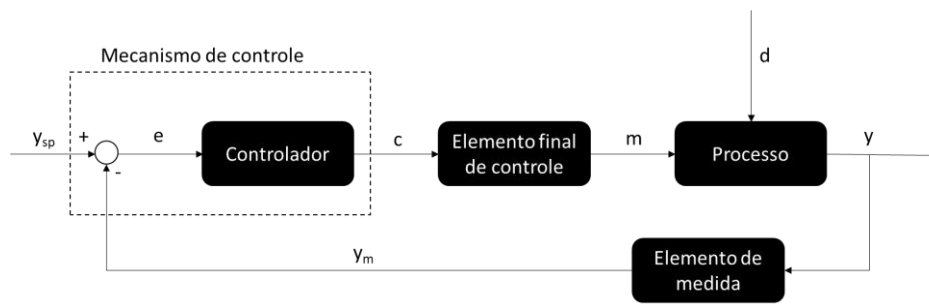 Mecanismo de controle
d
ysp
+
e
Controlador
c
Elemento final
de controle
m
Processo
y
-
ym
Elemento de
medida